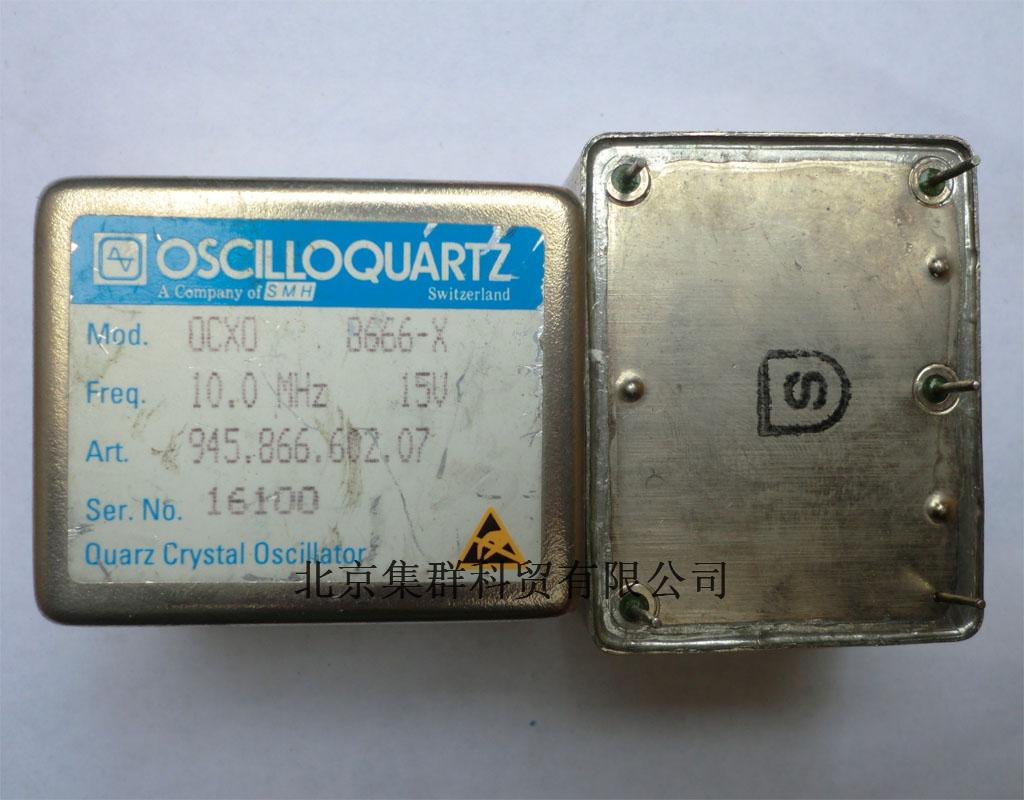 OSCILLOQUÁRTZ
A Company of SMH Switzerland
Mod. OCXO 8666-X
Freq. 10.0 MHz 15V
Art. 945.866.602.07
Ser. No. 16100
Quarz Crystal Oscillator
北京集群科贸有限公司
S